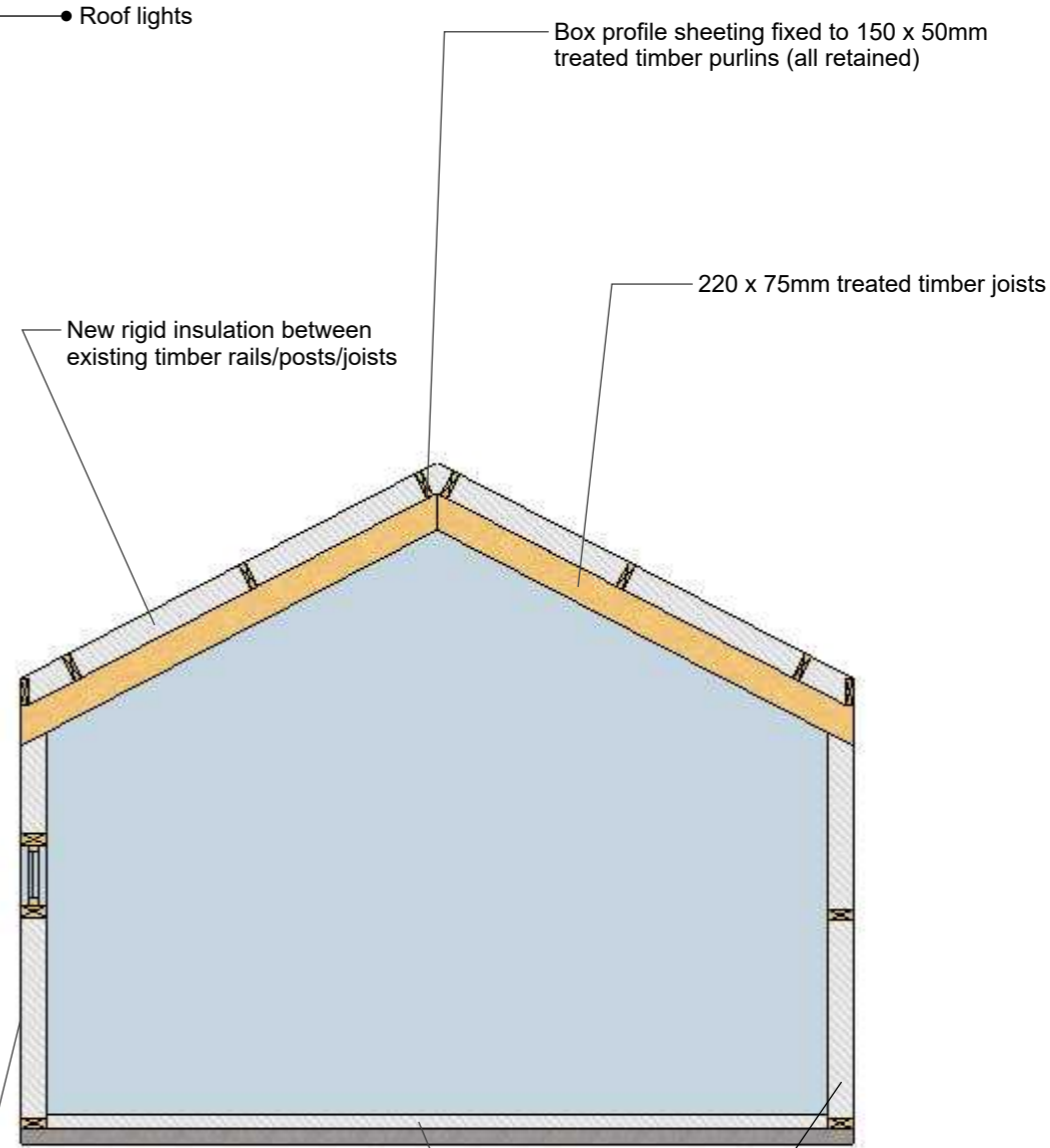 Roof lights
Box profile sheeting fixed to 150 x 50mm
treated timber purlins (all retained)
220 x 75mm treated timber joists
New rigid insulation between
existing timber rails/posts/joists